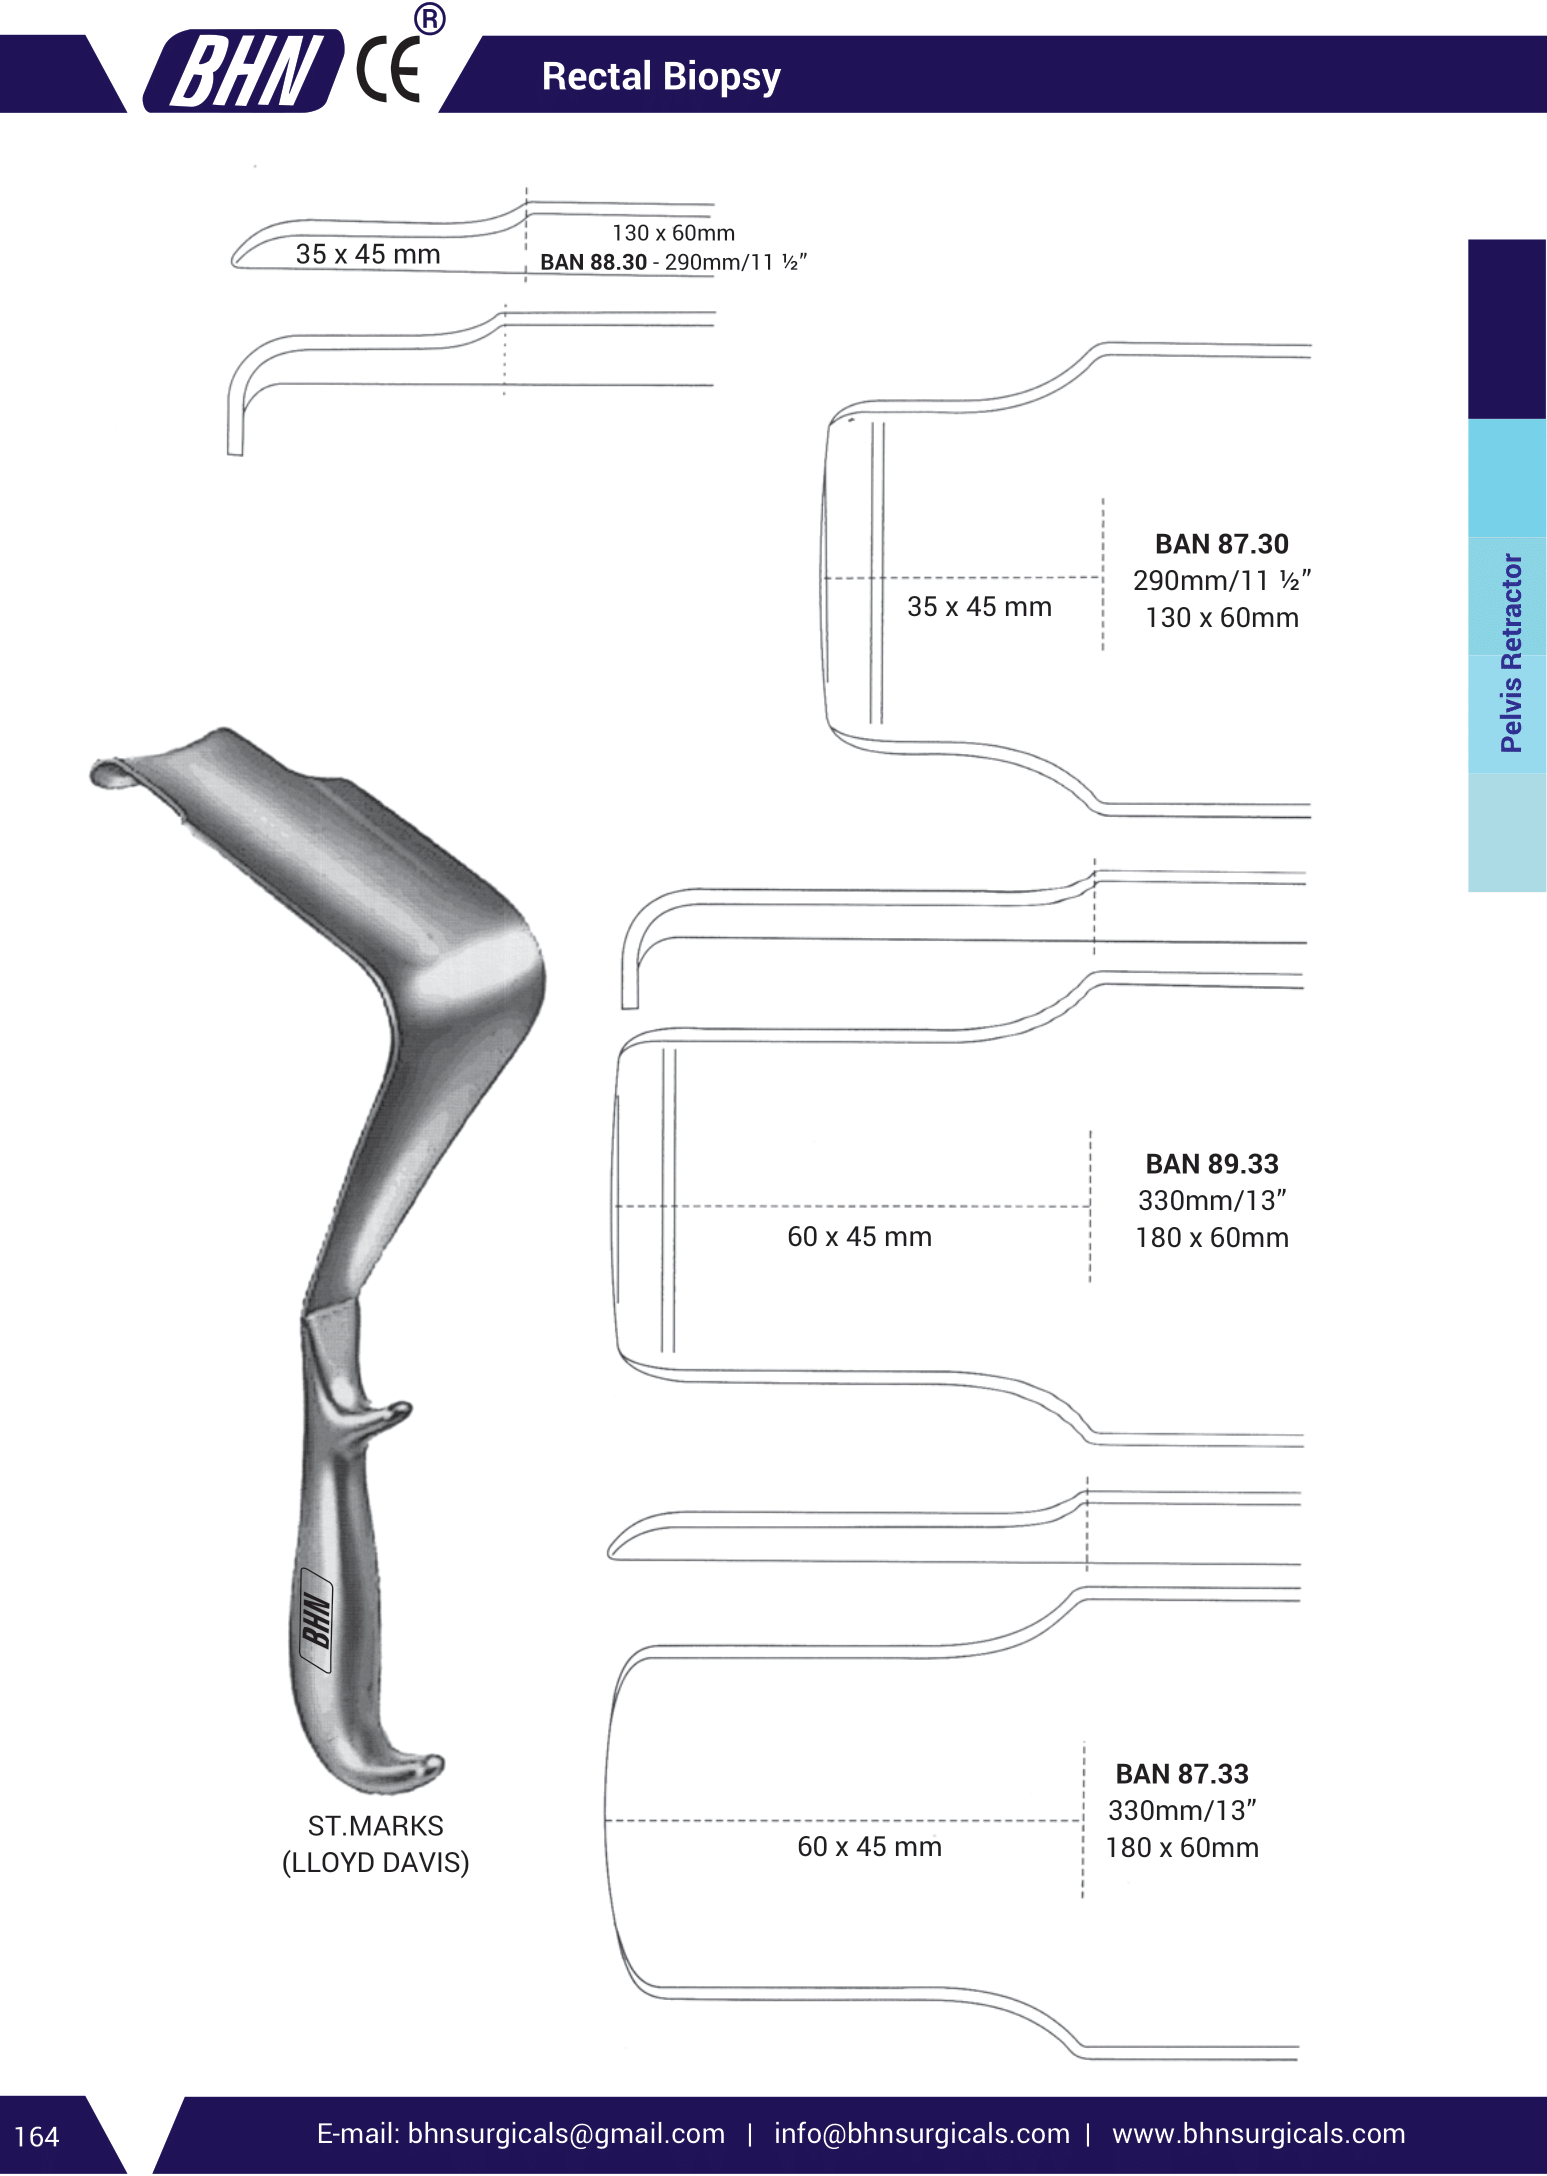 BHN CE ®
Rectal Biopsy
35 x 45 mm
130 x 60mm
BAN 88.30 - 290mm/11 ½”
BAN 87.30
290mm/11 ½”
130 x 60mm
35 x 45 mm
Pelvis Retractor
BAN 89.33
330mm/13”
180 x 60mm
60 x 45 mm
BHN
ST.MARKS
(LLOYD DAVIS)
BAN 87.33
330mm/13”
180 x 60mm
60 x 45 mm
164
E-mail: bhnsurgicals@gmail.com | info@bhnsurgicals.com | www.bhnsurgicals.com